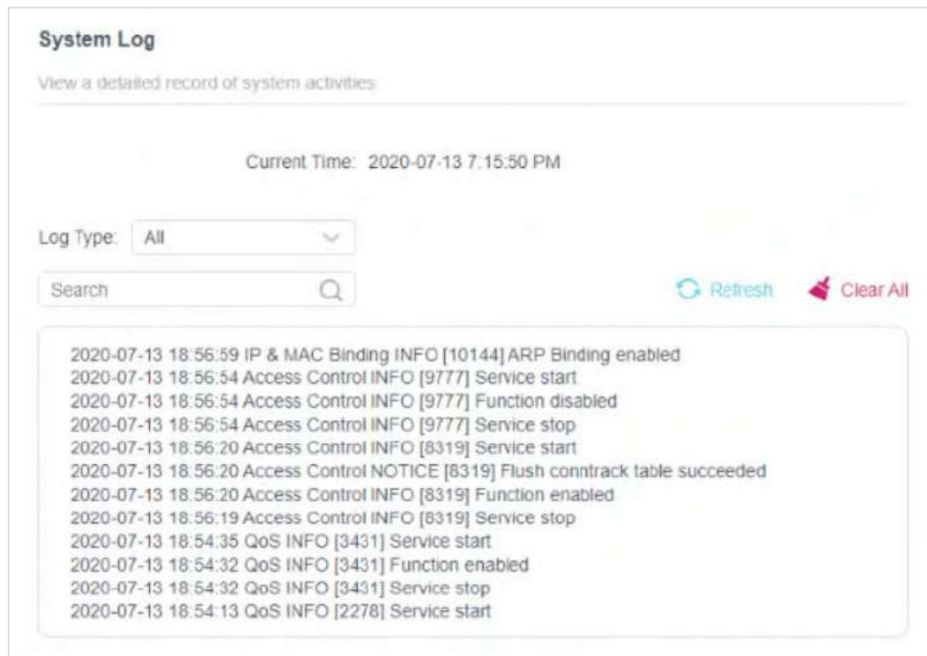 System Log
View a detailed record of system activities
Current Time: 2020-07-13 7:15:50 PM
Log Type: All
Search
Refresh Clear All
2020-07-13 18:56:59 IP & MAC Binding INFO [10144] ARP Binding enabled
2020-07-13 18:56:54 Access Control INFO [9777] Service start
2020-07-13 18:56:54 Access Control INFO [9777] Function disabled
2020-07-13 18:56:54 Access Control INFO [9777] Service stop
2020-07-13 18:56:20 Access Control INFO [8319] Service start
2020-07-13 18:56:20 Access Control NOTICE [8319] Flush conntrack table succeeded
2020-07-13 18:56:20 Access Control INFO [8319] Function enabled
2020-07-13 18:56:19 Access Control INFO [8319] Service stop
2020-07-13 18:54:35 QoS INFO [3431] Service start
2020-07-13 18:54:32 QoS INFO [3431] Function enabled
2020-07-13 18:54:32 QoS INFO [3431] Service stop
2020-07-13 18:54:13 QoS INFO [2278] Service start